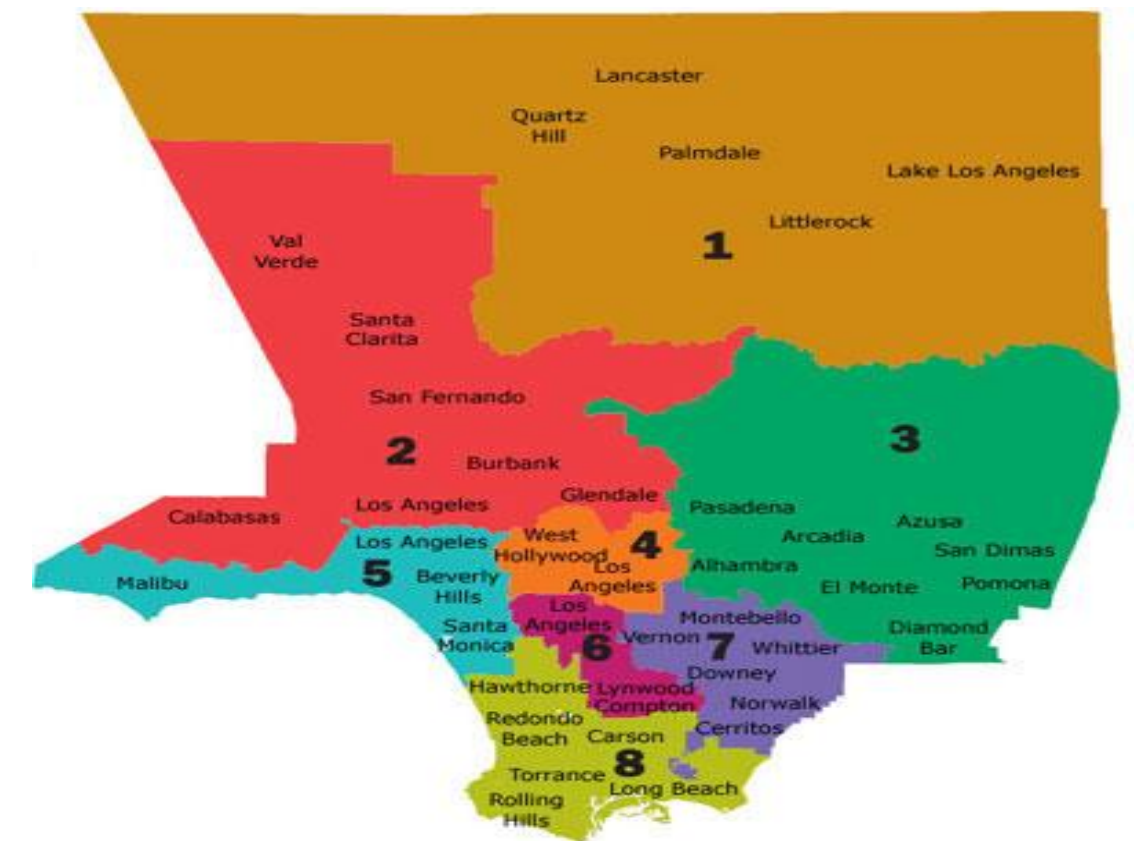 Lancaster
Quartz
Hill
Palmdale
Lake Los Angeles
Littlerock
1
Val
Verde
Santa
Clarita
San Fernando
2
Burbank
Glendale
Los Angeles
Calabasas
3
Pasadena
Azusa
Arcadia
San Dimas
Alhambra
El Monte
Pomona
Diamond
Bar
West
Hollywood
4
Los
Angeles
Los Angeles
5
Beverly
Hills
Malibu
Santa
Monica
Los
Angeles
6
Lynwood
Compton
Montebello
Vernon
7
Whittier
Downey
Norwalk
Cerritos
Hawthorne
Redondo
Beach
Carson
8
Torrance
Long Beach
Rolling
Hills